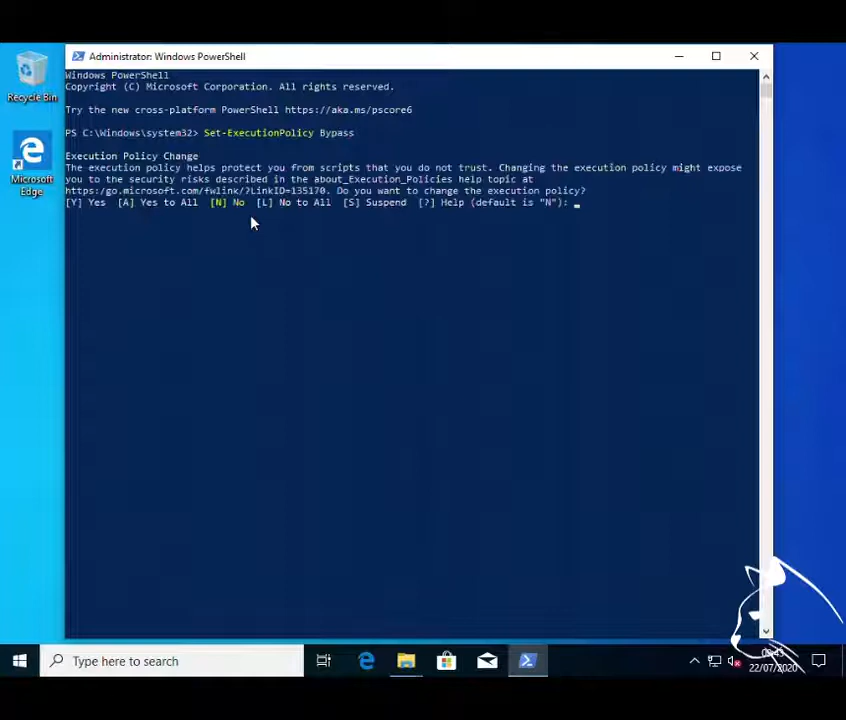 Administrator: Windows PowerShell
Recycle Bin
Microsoft
Edge
Windows PowerShell
Copyright (C) Microsoft Corporation. All rights reserved.
Try the new cross-platform PowerShell https://aka.ms/pscore6
PS C:\Windows\system32> Set-ExecutionPolicy Bypass
Execution Policy Change
The execution policy helps protect you from scripts that you do not trust. Changing the execution policy might expose
you to the security risks described in the about_Execution_Policies help topic at
https:/go.microsoft.com/fwlink/?LinkID=135170. Do you want to change the execution policy?
[Y] Yes  [A] Yes to All  [N] No  [L] No to All  [S] Suspend  [?] Help (default is "N"):
Type here to search
22/07/2020